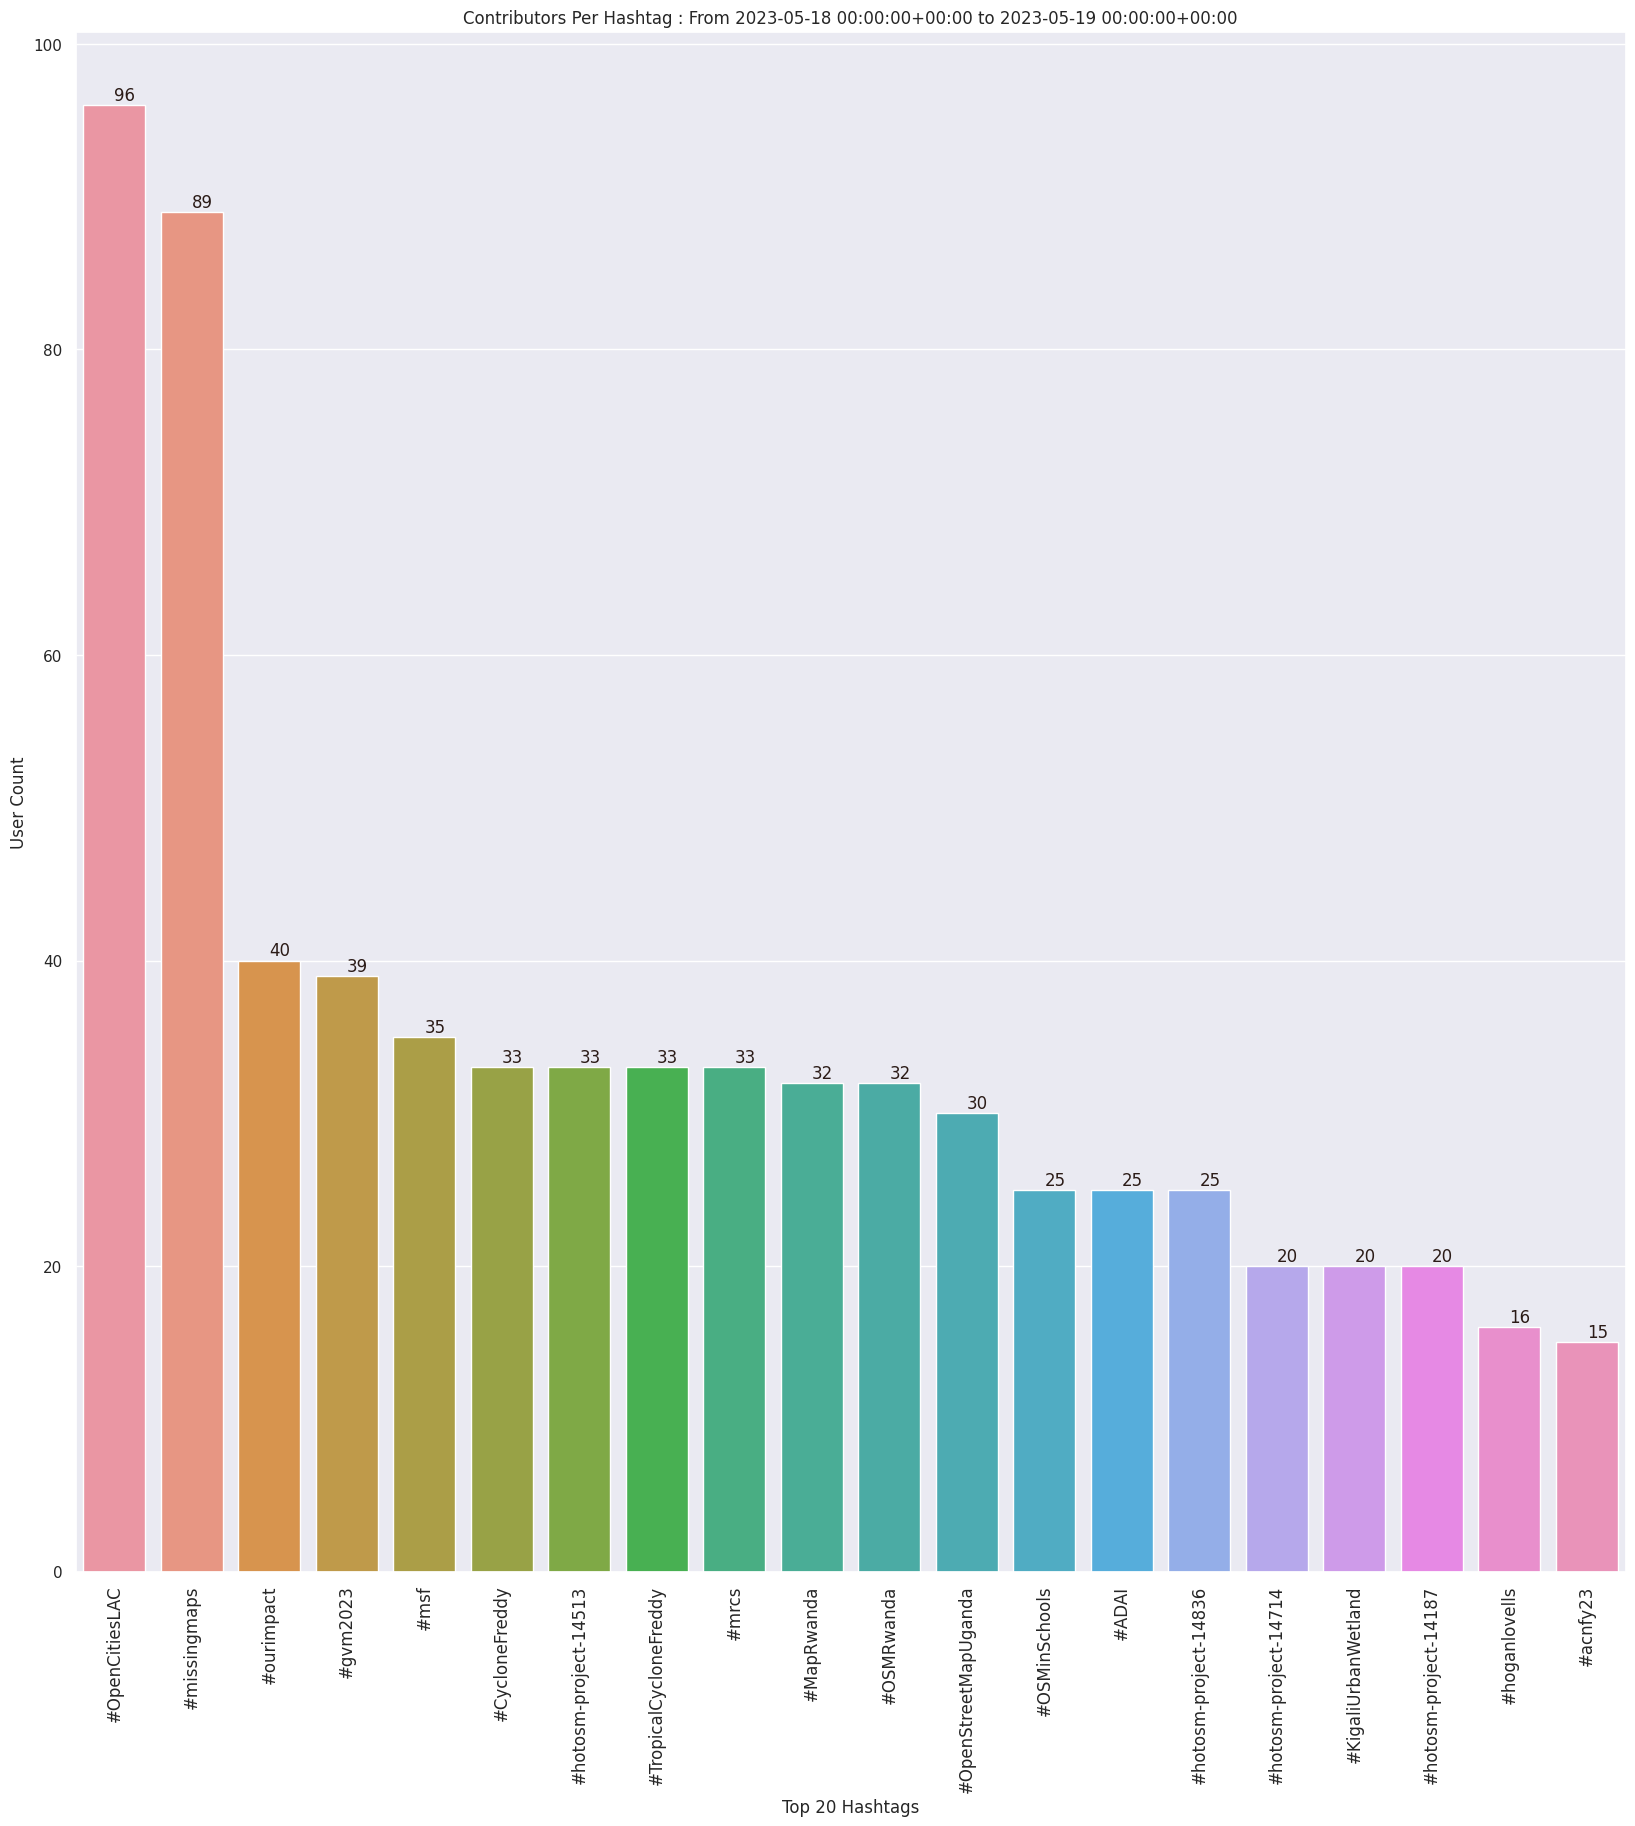 Contributors Per Hashtag : From 2023-05-18 00:00:00+00:00 to 2023-05-19 00:00:00+00:00
100
80
60
40
20
0
User Count
96
89
40
39
35
33
33
33
33
32
32
30
25
25
25
20
20
20
16
15
#OpenCitiesLAC
#missingmaps
#ourimpact
#gvm2023
#msf
#CycloneFreddy
#hotosm-project-14513
#TropicalCycloneFreddy
#mrcs
#MapRwanda
#OSMRwanda
#OpenStreetMapUganda
#OSMinSchools
#ADAI
#hotosm-project-14836
#hotosm-project-14714
#KigaliUrbanWetland
#hotosm-project-14187
#hoganlovells
#acnfy23
Top 20 Hashtags